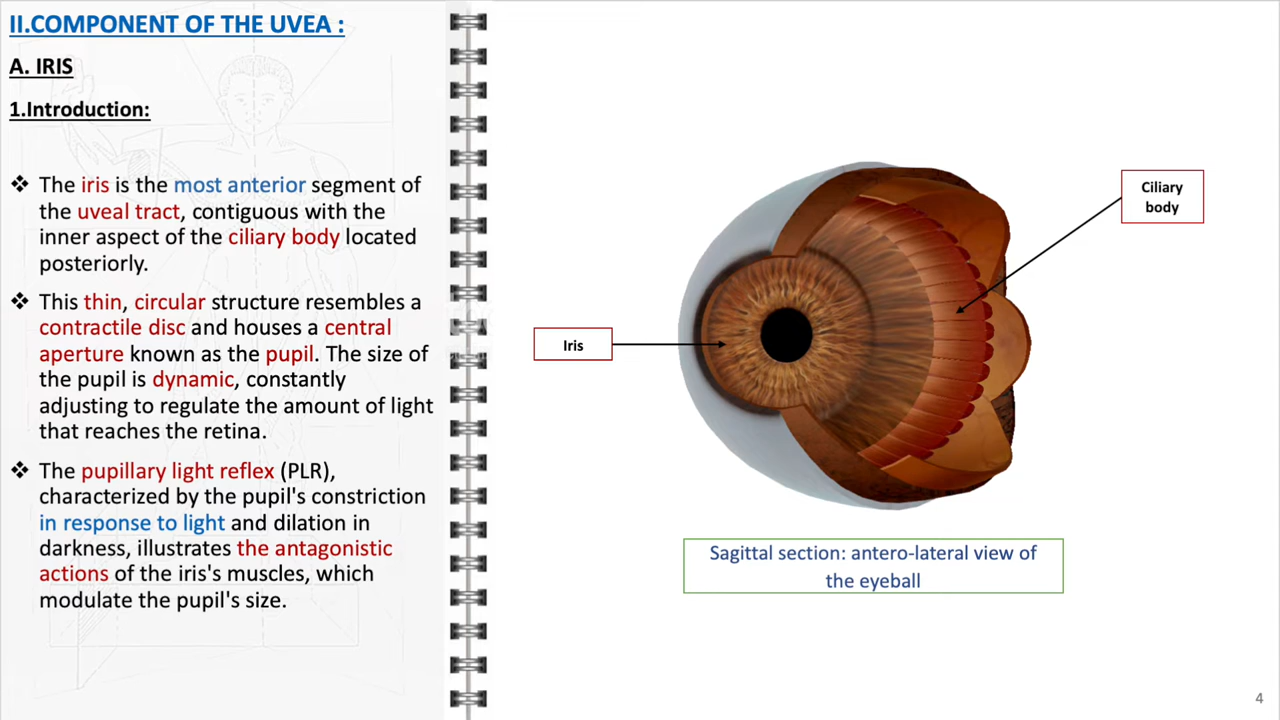 II.COMPONENT OF THE UVEA :
A. IRIS
1.Introduction:
❖ The iris is the most anterior segment of
the uveal tract, contiguous with the
inner aspect of the ciliary body located
posteriorly.
❖ This thin, circular structure resembles a
contractile disc and houses a central
aperture known as the pupil. The size of
the pupil is dynamic, constantly
adjusting to regulate the amount of light
that reaches the retina.
❖ The pupillary light reflex (PLR),
characterized by the pupil's constriction
in response to light and dilation in
darkness, illustrates the antagonistic
actions of the iris's muscles, which
modulate the pupil's size.
Ciliary
body
Iris
Sagittal section: antero-lateral view of
the eyeball
4